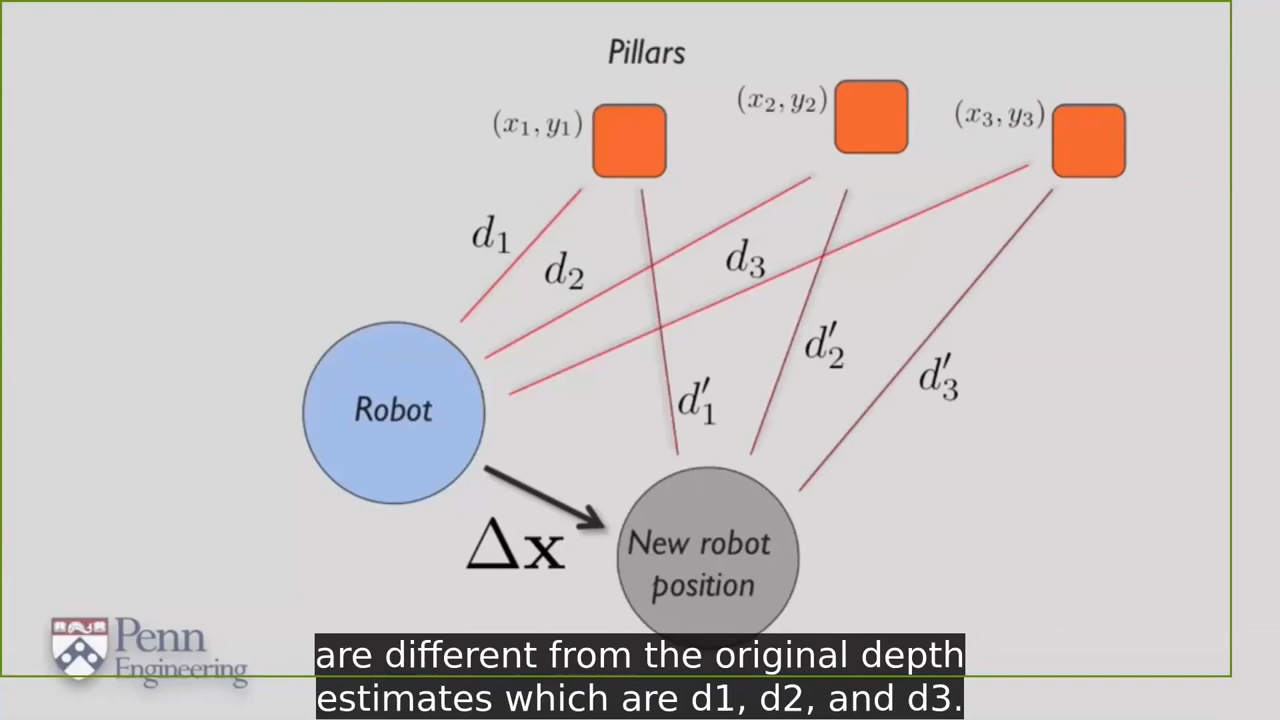 Pillars
(x₁, y₁)
(x₂, y₂)
(x₃, y₃)
d₁
d₂
d₃
d′₁
d′₂
d′₃
Robot
Δx
New robot
position
Penn
Engineering
are different from the original depth
estimates which are d1, d2, and d3.